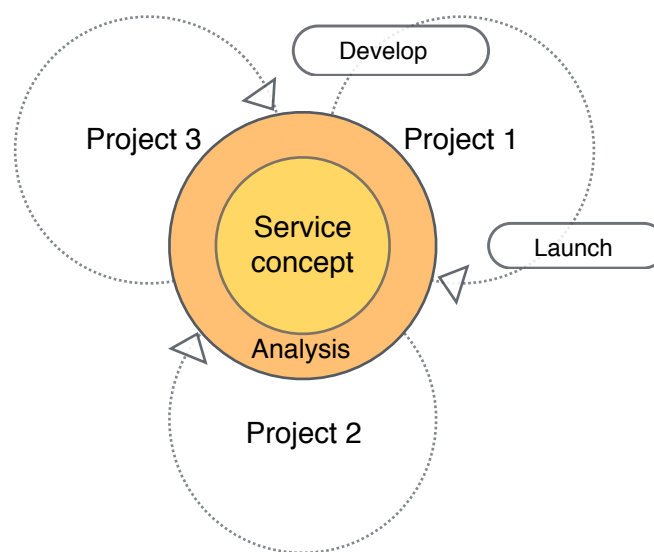 Develop
Project 3
Project 1
Service
concept
Launch
Analysis
Project 2